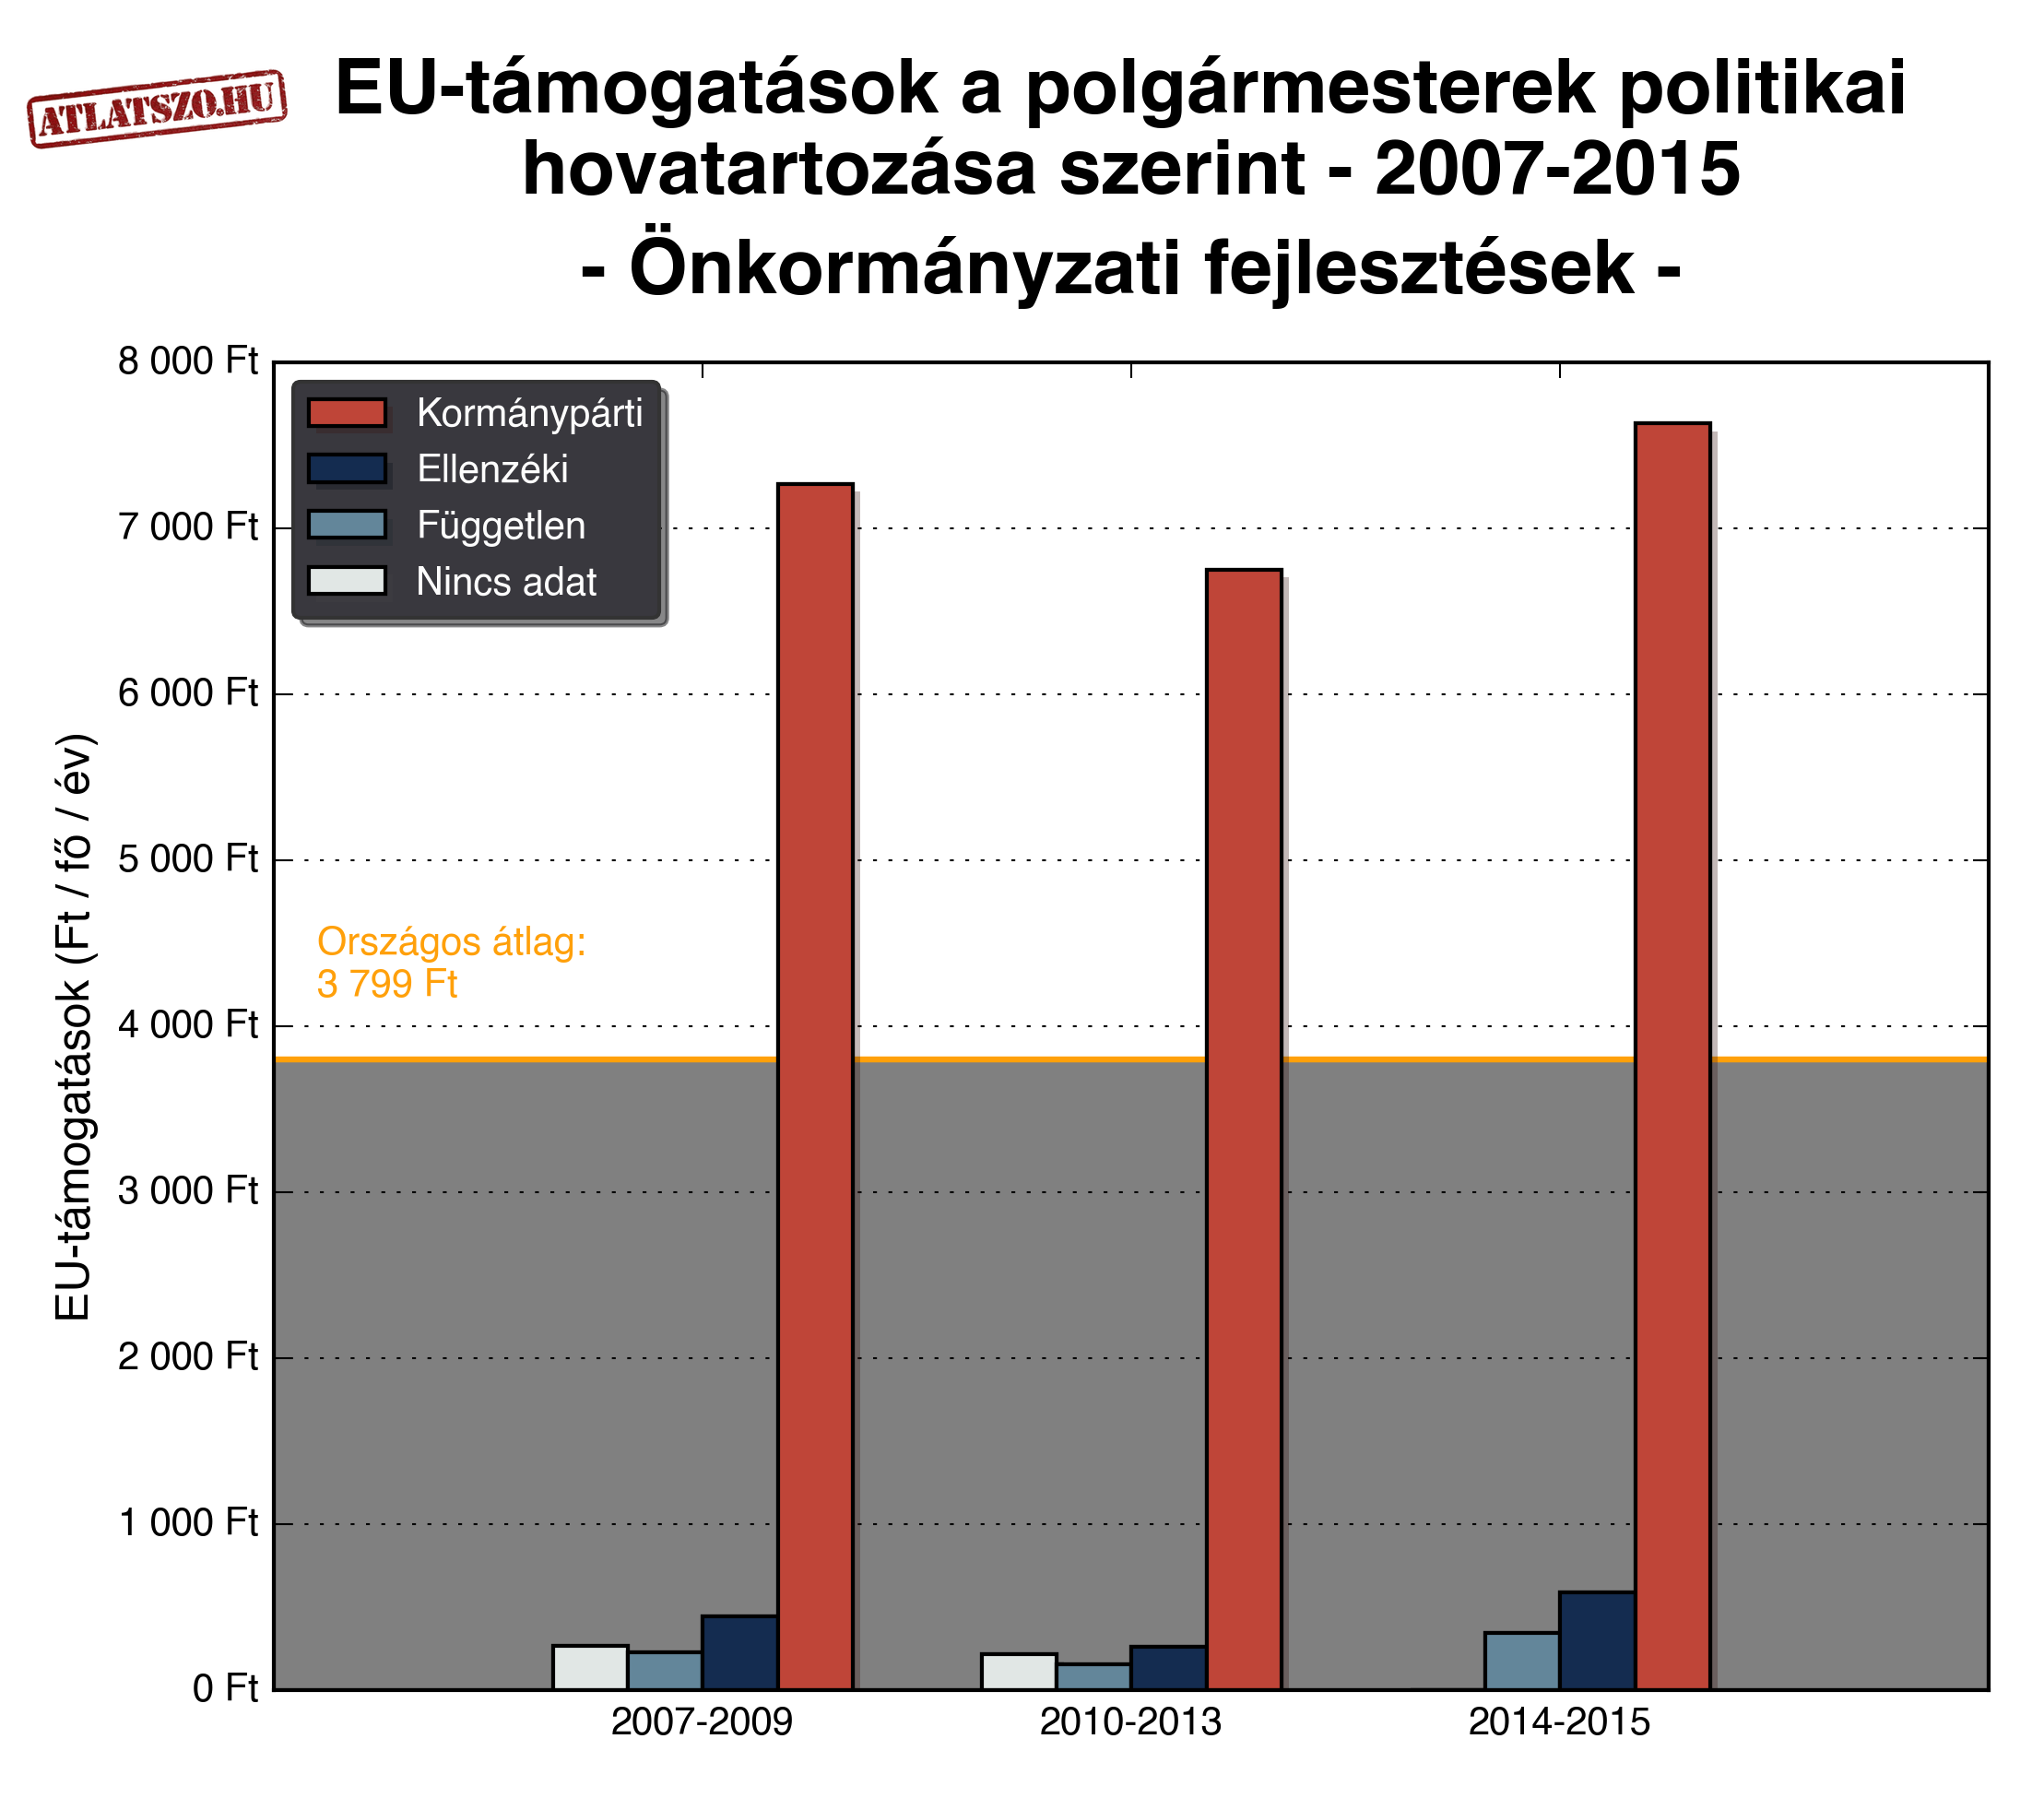 ATLATSZO.HU
EU-támogatások a polgármesterek politikai
hovatartozása szerint - 2007-2015
- Önkormányzati fejlesztések -
8 000 Ft
7 000 Ft
6 000 Ft
5 000 Ft
4 000 Ft
3 000 Ft
2 000 Ft
1 000 Ft
0 Ft
EU-támogatások (Ft / fő / év)
Kormánypárti
Ellenzéki
Független
Nincs adat
Országos átlag:
3 799 Ft
2007-2009
2010-2013
2014-2015